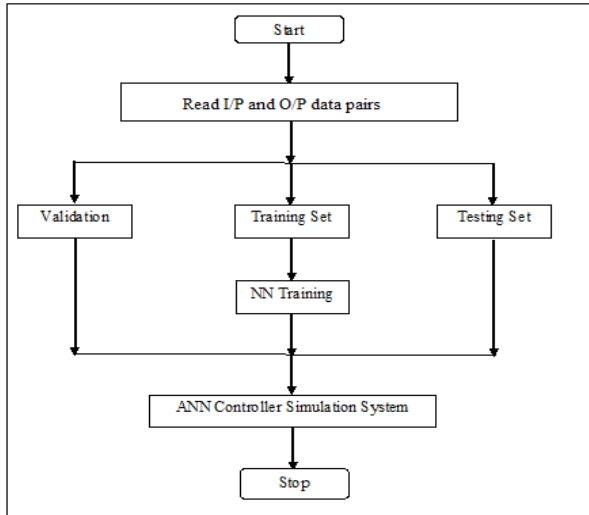 Start
Read I/P and O/P data pairs
Validation
Training Set
Testing Set
NN Training
ANN Controller Simulation System
Stop